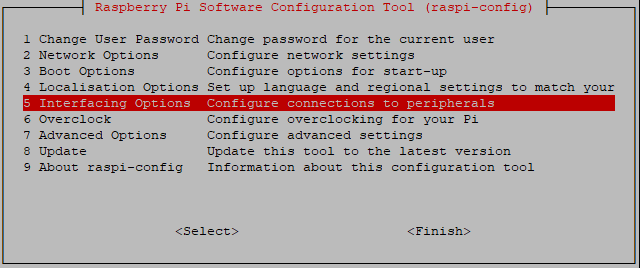 Raspberry Pi Software Configuration Tool (raspi-config)
1 Change User Password Change password for the current user
2 Network Options Configure network settings
3 Boot Options Configure options for start-up
4 Localisation Options Set up language and regional settings to match your
5 Interfacing Options Configure connections to peripherals
6 Overclock Configure overclocking for your Pi
7 Advanced Options Configure advanced settings
8 Update Update this tool to the latest version
9 About raspi-config Information about this configuration tool
<Select> <Finish>